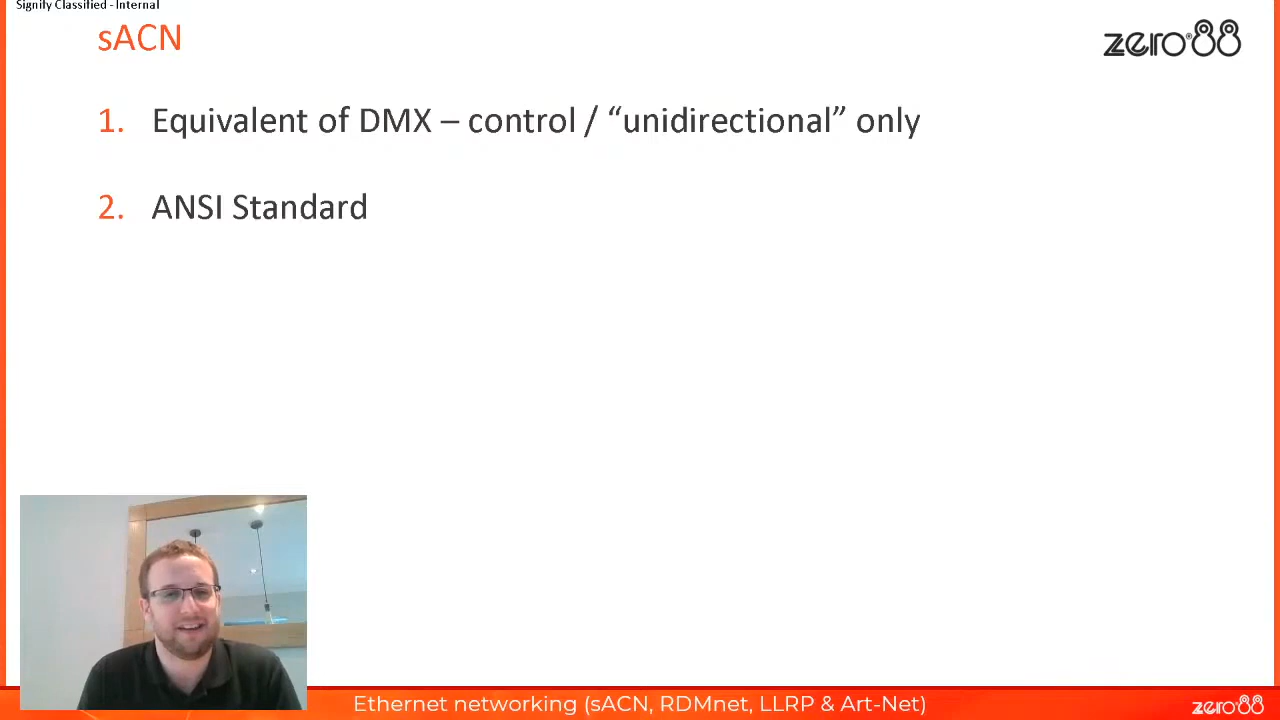 Signify Classified - Internal
sACN
zero88
1. Equivalent of DMX – control / “unidirectional” only
2. ANSI Standard
Ethernet networking (sACN, RDMnet, LLRP & Art-Net)
zero88